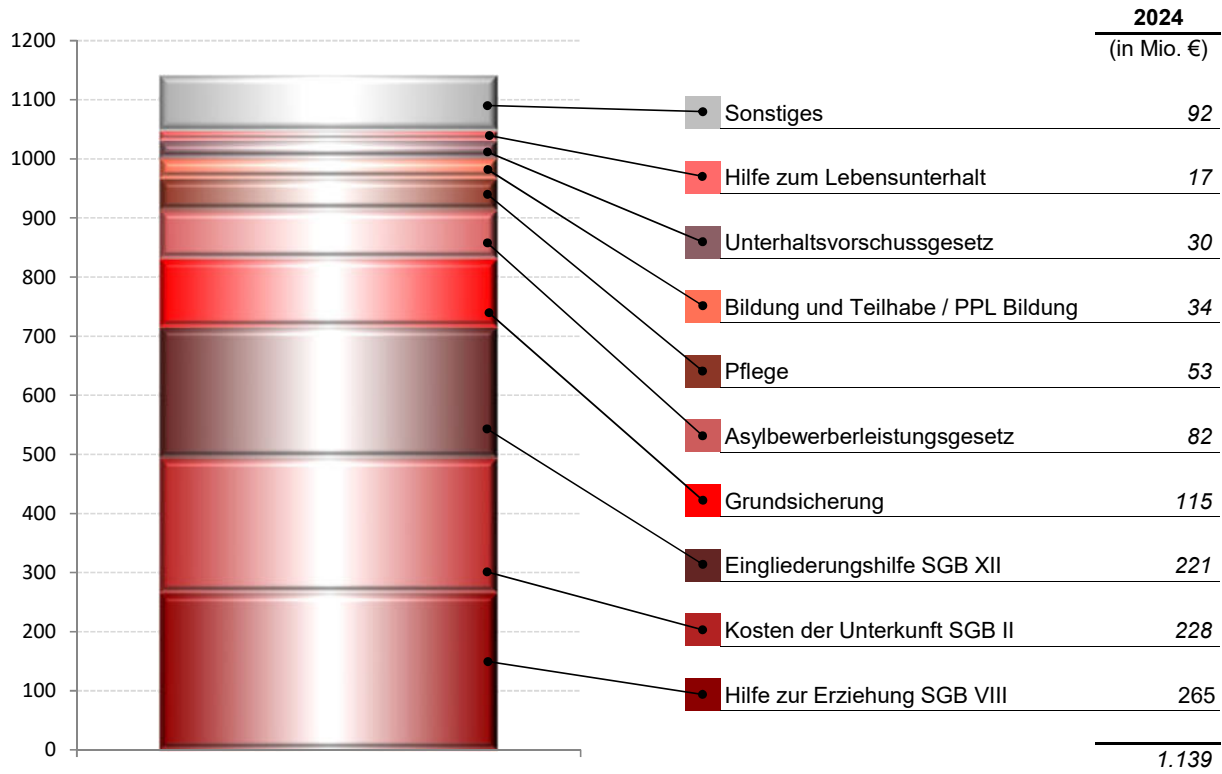 2024
(in Mio. €)
1200
1100
1000
900
800
700
600
500
400
300
200
100
0
Sonstiges 92
Hilfe zum Lebensunterhalt 17
Unterhaltsvorschussgesetz 30
Bildung und Teilhabe / PPL Bildung 34
Pflege 53
Asylbewerberleistungsgesetz 82
Grundsicherung 115
Eingliederungshilfe SGB XII 221
Kosten der Unterkunft SGB II 228
Hilfe zur Erziehung SGB VIII 265
1.139